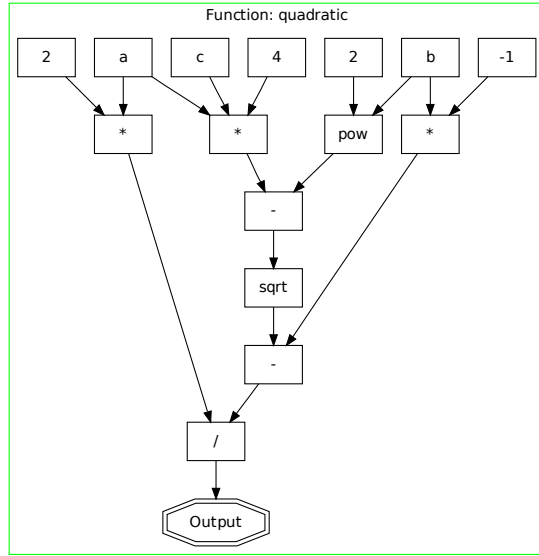 Function: quadratic
2 a c 4 2 b -1
* * pow *
-
sqrt
-
/
Output